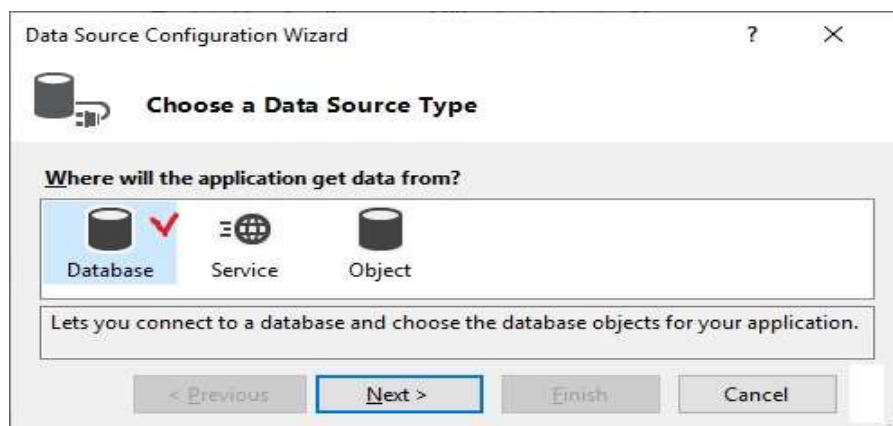 Data Source Configuration Wizard ?
Choose a Data Source Type
Where will the application get data from?
Database Service Object
Lets you connect to a database and choose the database objects for your application.
< Previous Next > Finish Cancel